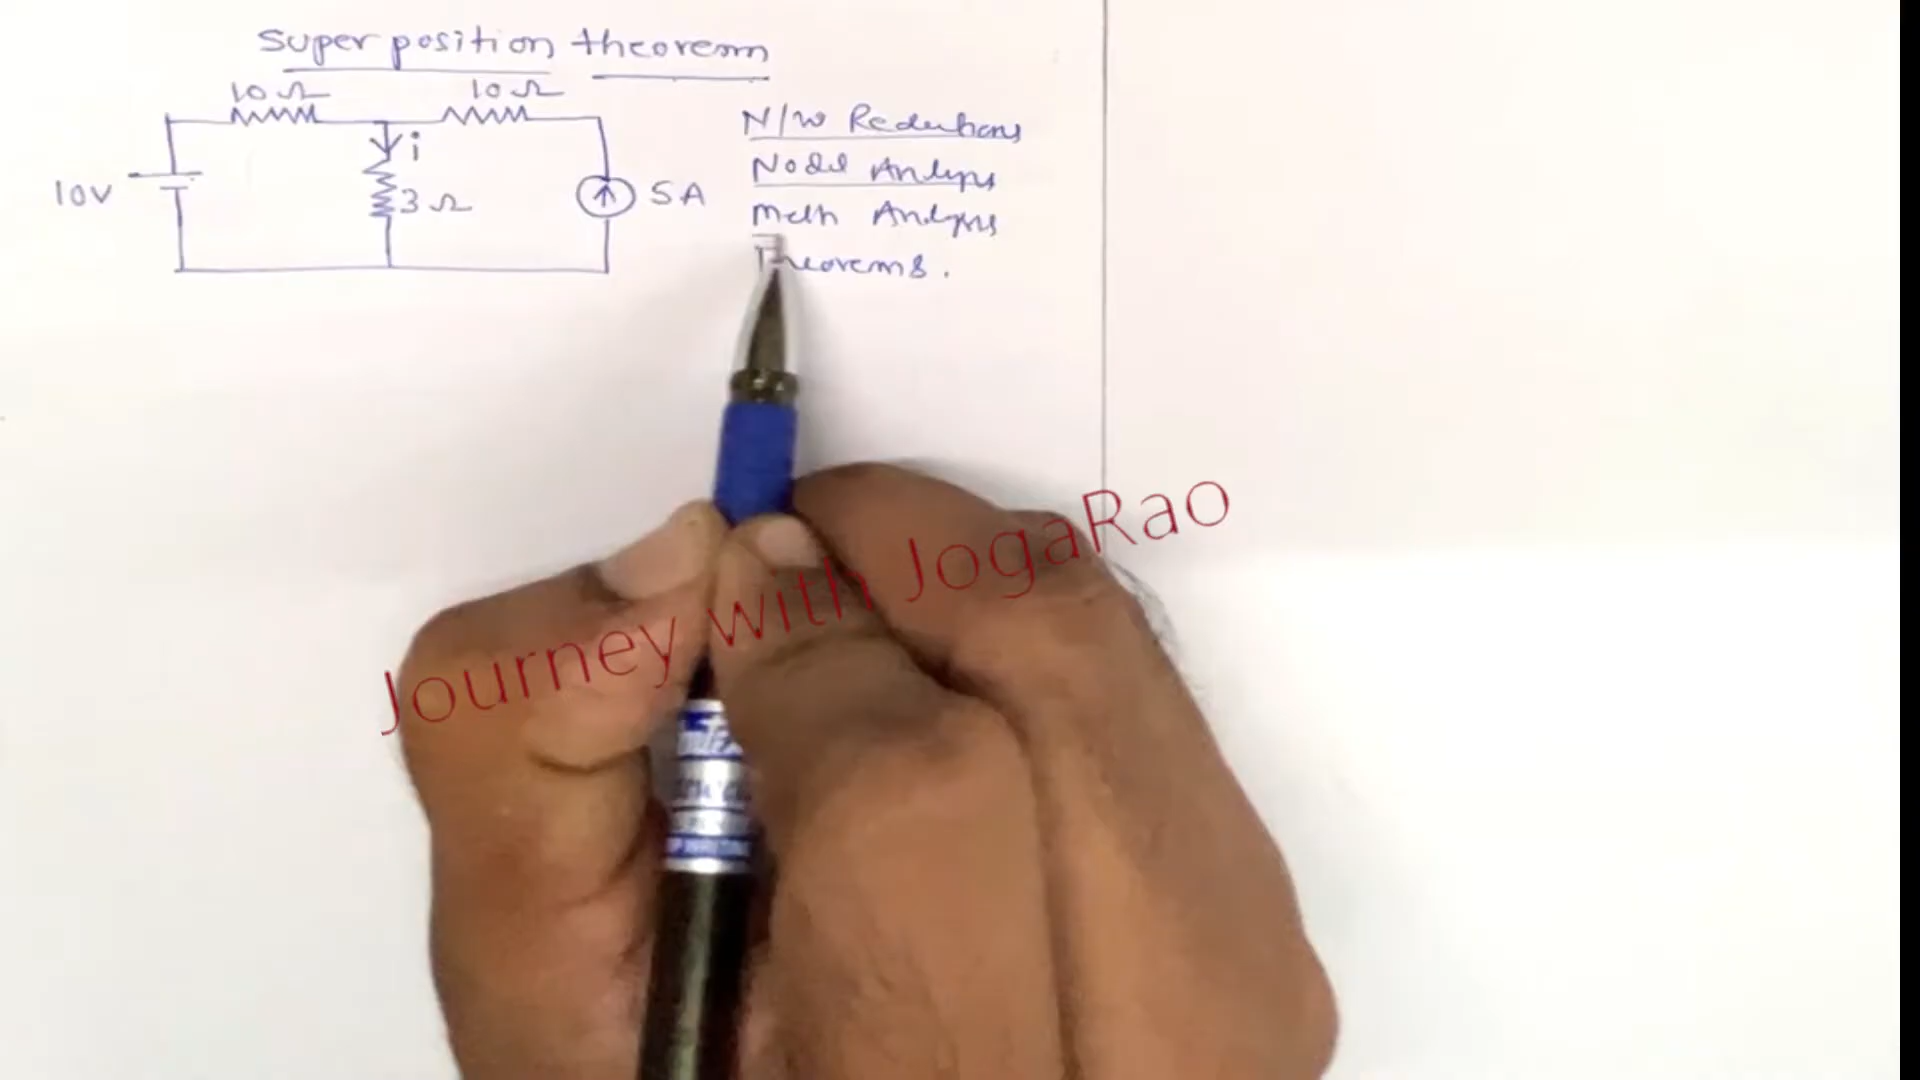 Super position theorem
10 Ω 10 Ω
i
10V 3 Ω 5A
N/W Reductions
Nodal Analysis
Mesh Analysis
Theorems.
Journey with JogaRao